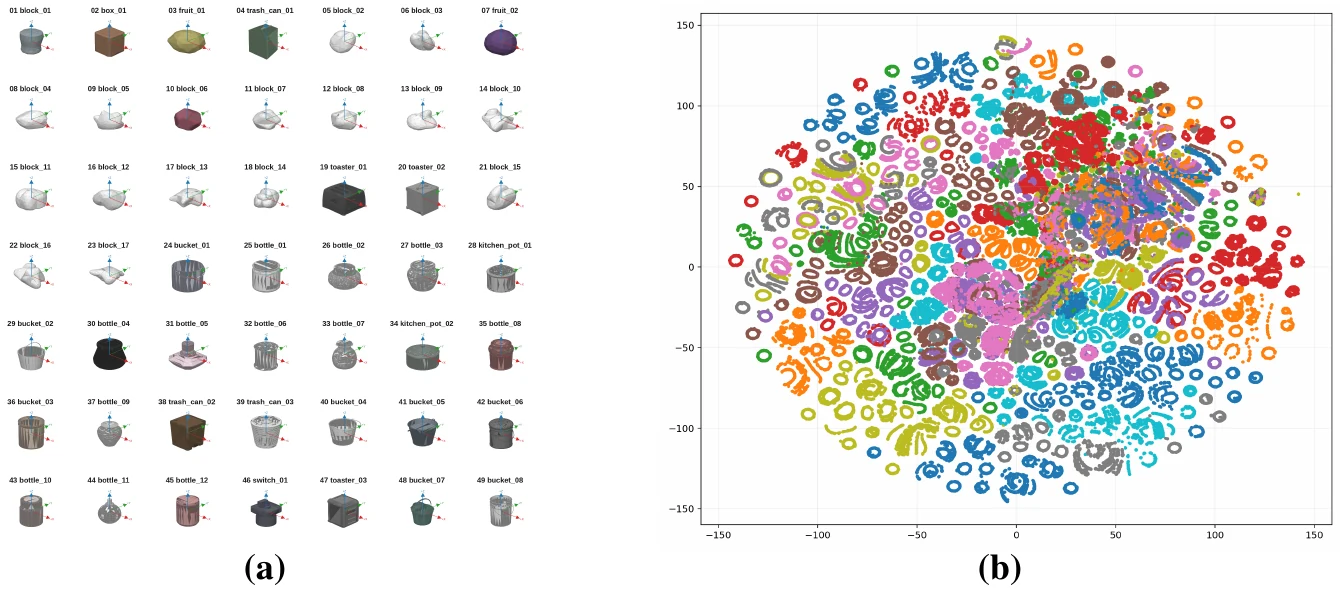 01 block_01 02 box_01 03 fruit_01 04 trash_can_01 05 block_02 06 block_03 07 fruit_02
08 block_04 09 block_05 10 block_06 11 block_07 12 block_08 13 block_09 14 block_10
15 block_11 16 block_12 17 block_13 18 block_14 19 toaster_01 20 toaster_02 21 block_15
22 block_16 23 block_17 24 bucket_01 25 bottle_01 26 bottle_02 27 bottle_03 28 kitchen_pot_01
29 bucket_02 30 bottle_04 31 bottle_05 32 bottle_06 33 bottle_07 34 kitchen_pot_02 35 bottle_08
36 bucket_03 37 bottle_09 38 trash_can_02 39 trash_can_03 40 bucket_04 41 bucket_05 42 bucket_06
43 bottle_10 44 bottle_11 45 bottle_12 46 switch_01 47 toaster_03 48 bucket_07 49 bucket_08
(a)
150
100
50
0
−50
−100
−150
−150 −100 −50 0 50 100 150
(b)